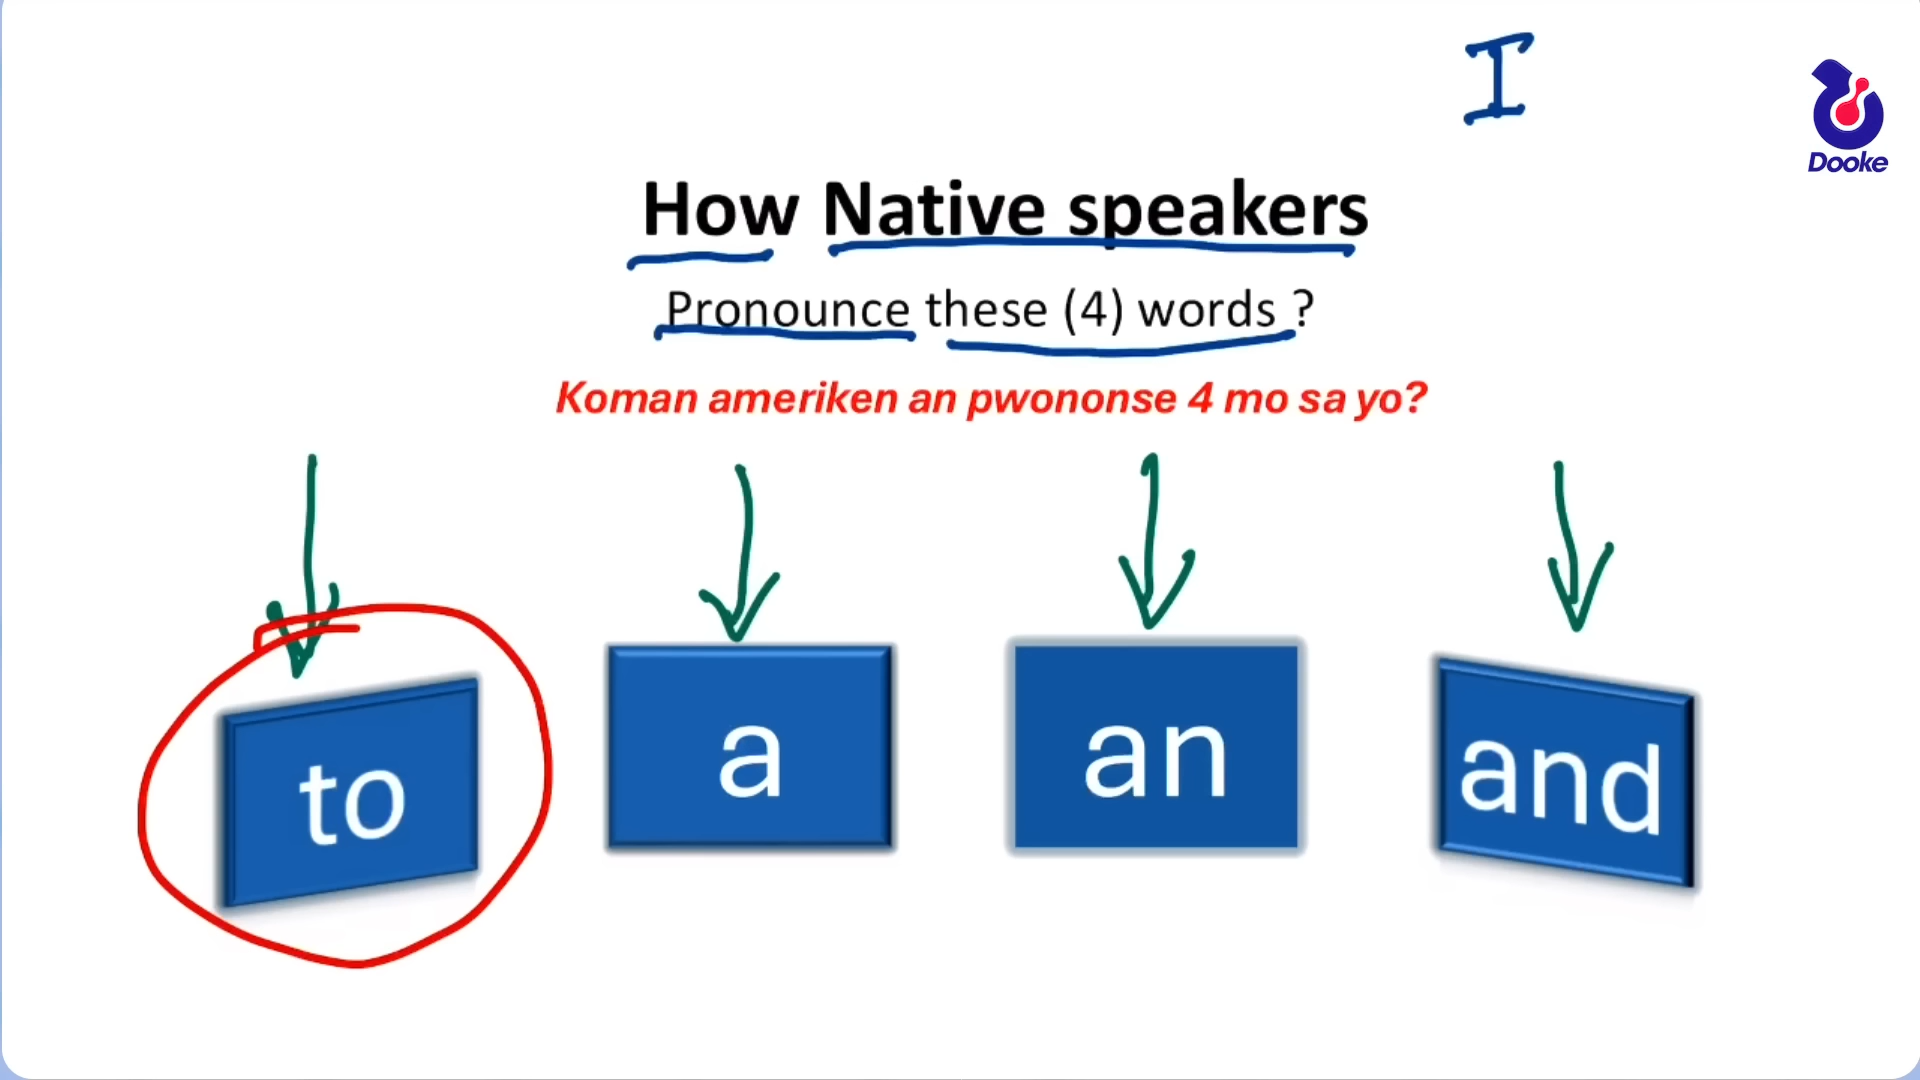 I
Dooke
How Native speakers
Pronounce these (4) words ?
Koman ameriken an pwononse 4 mo sa yo?
to
a
an
and